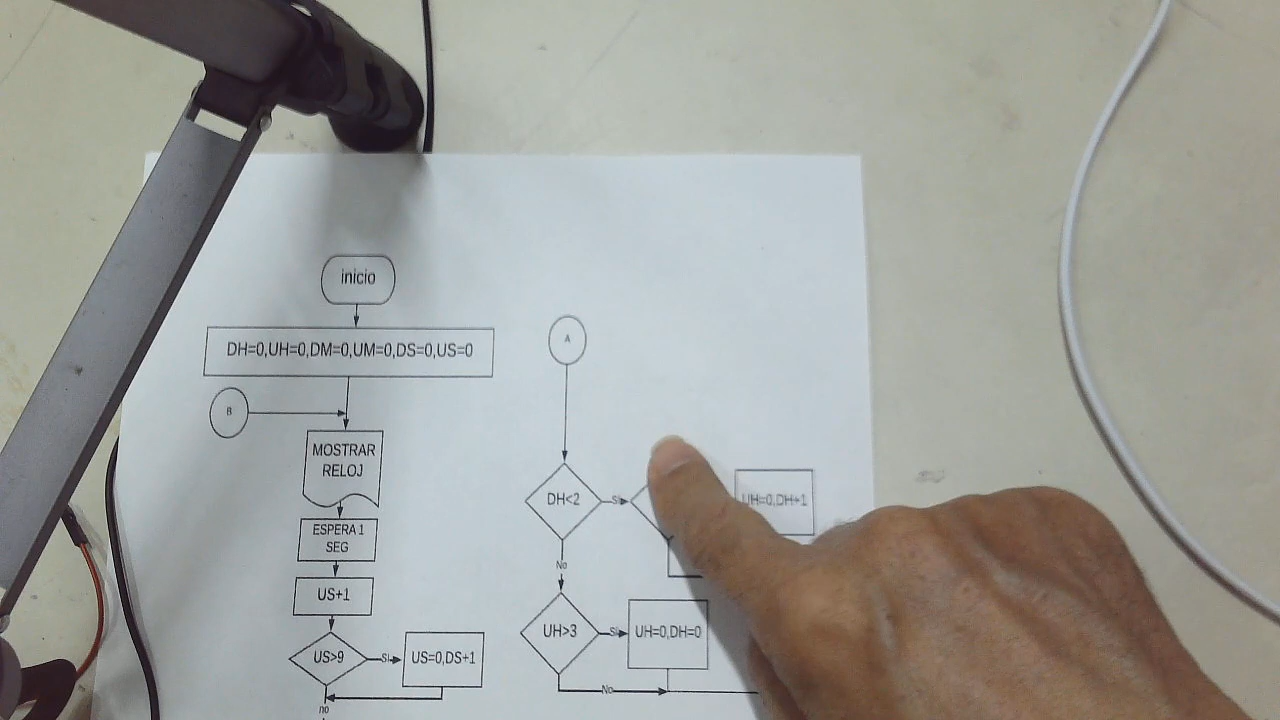 inicio
DH=0,UH=0,DM=0,UM=0,DS=0,US=0
B
MOSTRAR
RELOJ
ESPERA 1
SEG
US+1
US>9
Si
US=0,DS+1
no
A
DH<2
Si
UH=0,DH+1
No
UH>3
Si
UH=0,DH=0
No